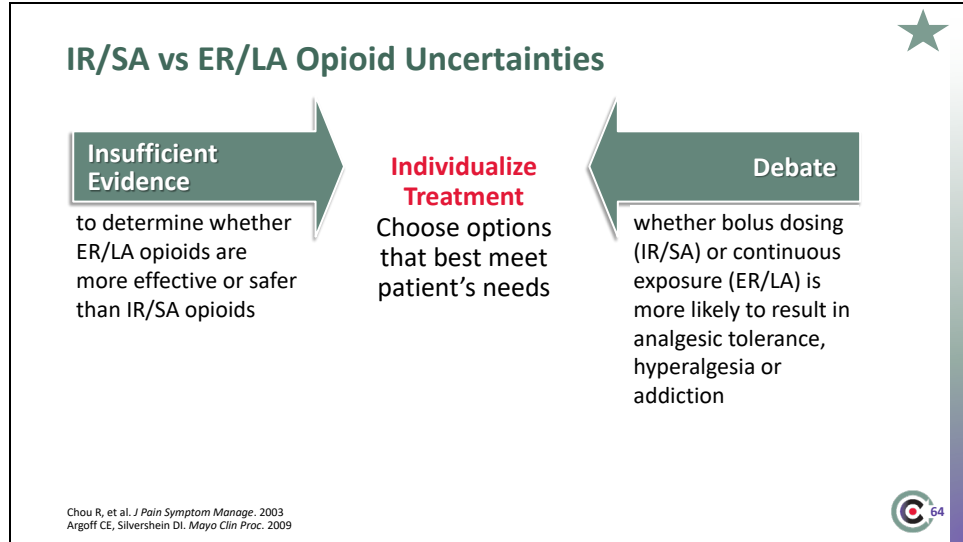 IR/SA vs ER/LA Opioid Uncertainties
Insufficient
Evidence
to determine whether
ER/LA opioids are
more effective or safer
than IR/SA opioids
Individualize
Treatment
Choose options
that best meet
patient’s needs
Debate
whether bolus dosing
(IR/SA) or continuous
exposure (ER/LA) is
more likely to result in
analgesic tolerance,
hyperalgesia or
addiction
Chou R, et al. J Pain Symptom Manage. 2003
Argoff CE, Silvershein DI. Mayo Clin Proc. 2009
64